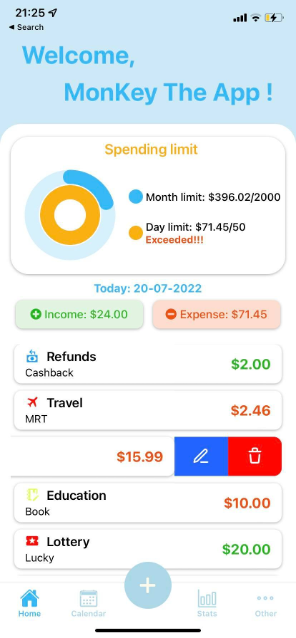 21:25
Search
Welcome,
MonKey The App !
Spending limit
Month limit: $396.02/2000
Day limit: $71.45/50
Exceeded!!!
Today: 20-07-2022
Income: $24.00
Expense: $71.45
Refunds
$2.00
Cashback
Travel
$2.46
MRT
$15.99
Education
$10.00
Book
Lottery
$20.00
Lucky
Home
Calendar
Stats
Other